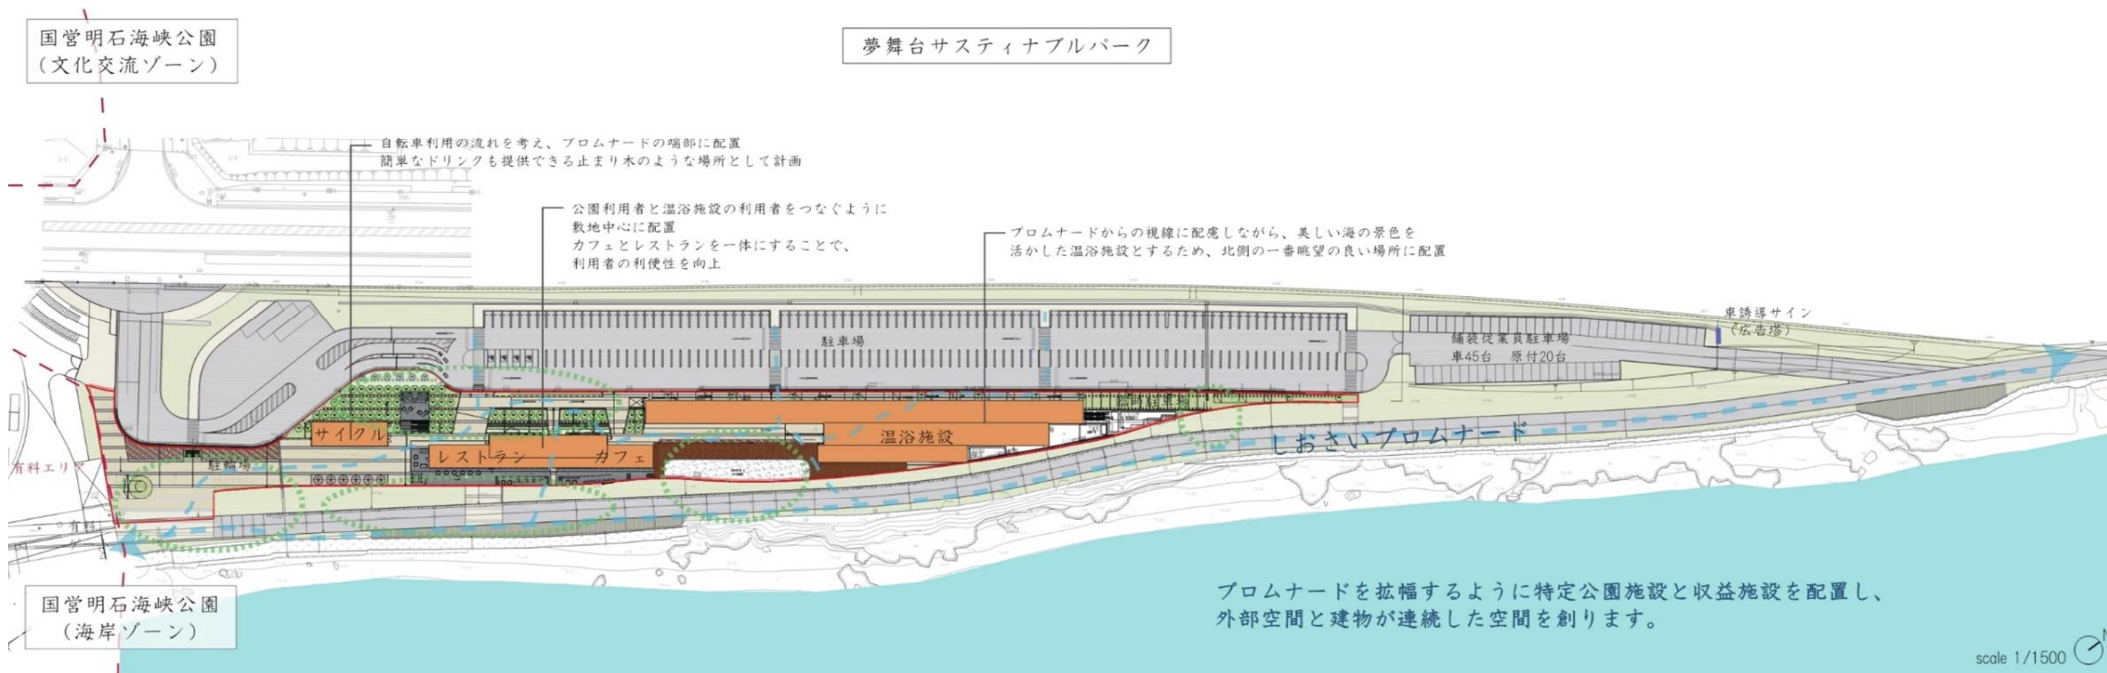 国営明石海峡公園
(文化交流ゾーン)
夢舞台サスティナブルパーク
自転車利用の流れを考え、プロムナードの端部に配置
簡単なドリンクも提供できる止まり木のような場所として計画
公園利用者と温浴施設の利用者をつなぐように
敷地中心に配置
カフェとレストランを一体にすることで、
利用者の利便性を向上
プロムナードからの視線に配慮しながら、美しい海の景色を
活かした温浴施設とするため、北側の一番眺望の良い場所に配置
車誘導サイン
(広告塔)
駐車場
舗装従業員駐車場
車45台 原付20台
サイクル
温浴施設
レストラン
カフェ
駐輪場
有料エリア
しおさいプロムナード
国営明石海峡公園
(海岸ゾーン)
プロムナードを拡幅するように特定公園施設と収益施設を配置し、
外部空間と建物が連続した空間を創ります。
scale 1/1500
N